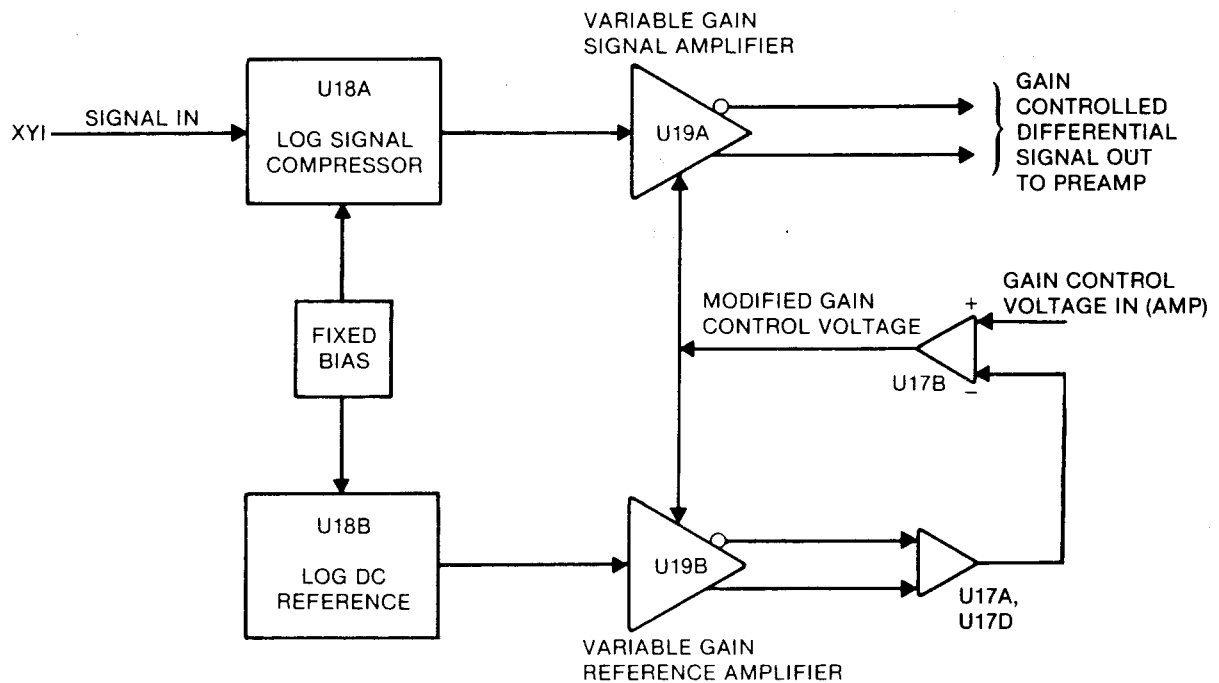 VARIABLE GAIN
SIGNAL AMPLIFIER
XYI
SIGNAL IN
U18A
LOG SIGNAL
COMPRESSOR
U19A
GAIN
CONTROLLED
DIFFERENTIAL
SIGNAL OUT
TO PREAMP
FIXED
BIAS
MODIFIED GAIN
CONTROL VOLTAGE
+
−
U17B
GAIN CONTROL
VOLTAGE IN (AMP)
U18B
LOG DC
REFERENCE
U19B
U17A,
U17D
VARIABLE GAIN
REFERENCE AMPLIFIER